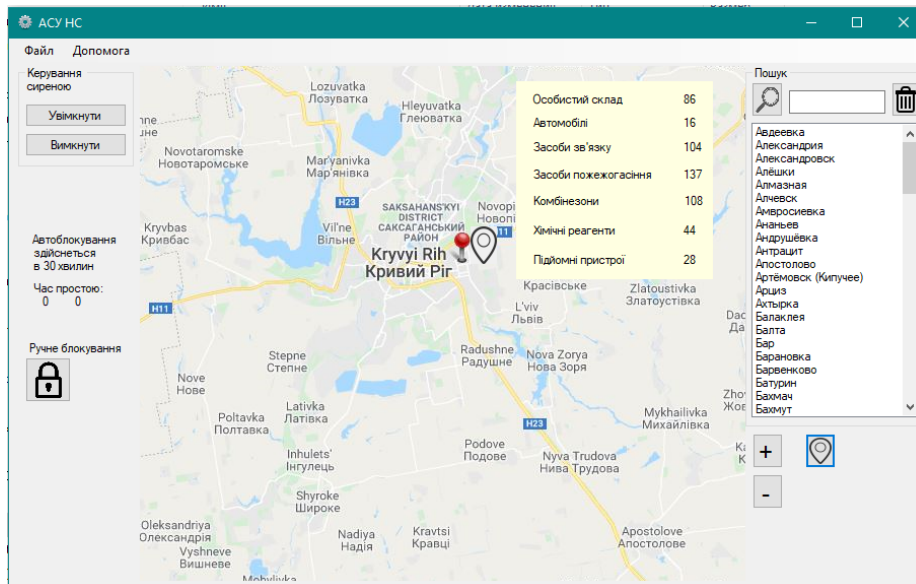 АСУ НС
Файл Допомога
Керування
сиреною
Увімкнути
Вимкнути
Автоблокування
здійснеться
в 30 хвилин
Час простою:
0 0
Ручне блокування
Lozuvatka
Лозуватка
Hleyuvatka
Глеюватка
Novotaromske
Новотаромське
Mar'yanivka
Мар'янівка
H23
SAKSAHANS'KYI
DISTRICT
САКСАГАНСЬКИЙ
РАЙОН
Kryvbas
Кривбас
Vil'ne
Вільне
Kryvyi Rih
Кривий Ріг
H11
Красівське
Zlatoustivka
Златоустівка
L'viv
Львів
Radushne
Радушне
Nova Zorya
Нова Зоря
Stepne
Степне
Nove
Нове
Lativka
Латівка
Poltavka
Полтавка
Mykhailivka
Михайлівка
H23
Inhulets'
Інгулець
Podove
Подове
Nyva Trudova
Нива Трудова
Shyroke
Широке
Oleksandriya
Олександрія
Vyshneve
Вишневе
Nadiya
Надія
Kravtsi
Кравці
Apostolove
Апостолове
Особистий склад 86
Автомобілі 16
Засоби зв'язку 104
Засоби пожежогасіння 137
Комбінезони 108
Хімічні реагенти 44
Підйомні пристрої 28
Пошук
Авдеевка
Александрия
Александровск
Алёшки
Алмазная
Алчевск
Амвросиевка
Ананьев
Андрушёвка
Антрацит
Апостолово
Артёмовск (Кипучее)
Арциз
Ахтырка
Балаклея
Балта
Бар
Барановка
Барвенково
Батурин
Бахмач
Бахмут
+
-